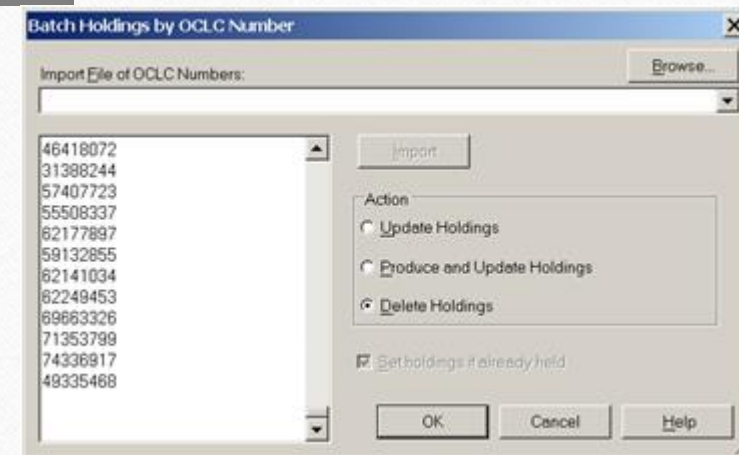 Batch Holdings by OCLC Number
Import File of OCLC Numbers:
Browse...
46418072
31388244
57407723
55508337
62177897
59132855
62141034
62249453
69663326
71353799
74336917
49335468
Import
Action
Update Holdings
Produce and Update Holdings
Delete Holdings
Set holdings if already held
OK
Cancel
Help